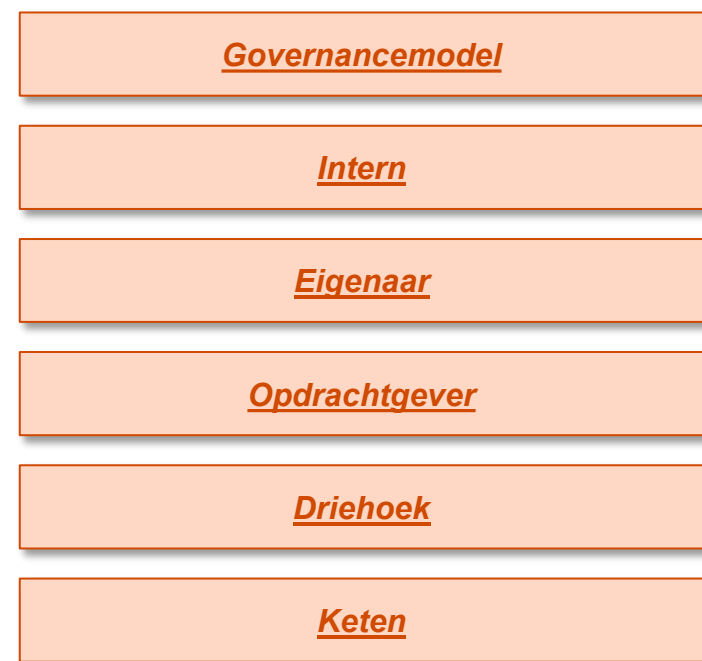 Governancemodel
Intern
Eigenaar
Opdrachtgever
Driehoek
Keten